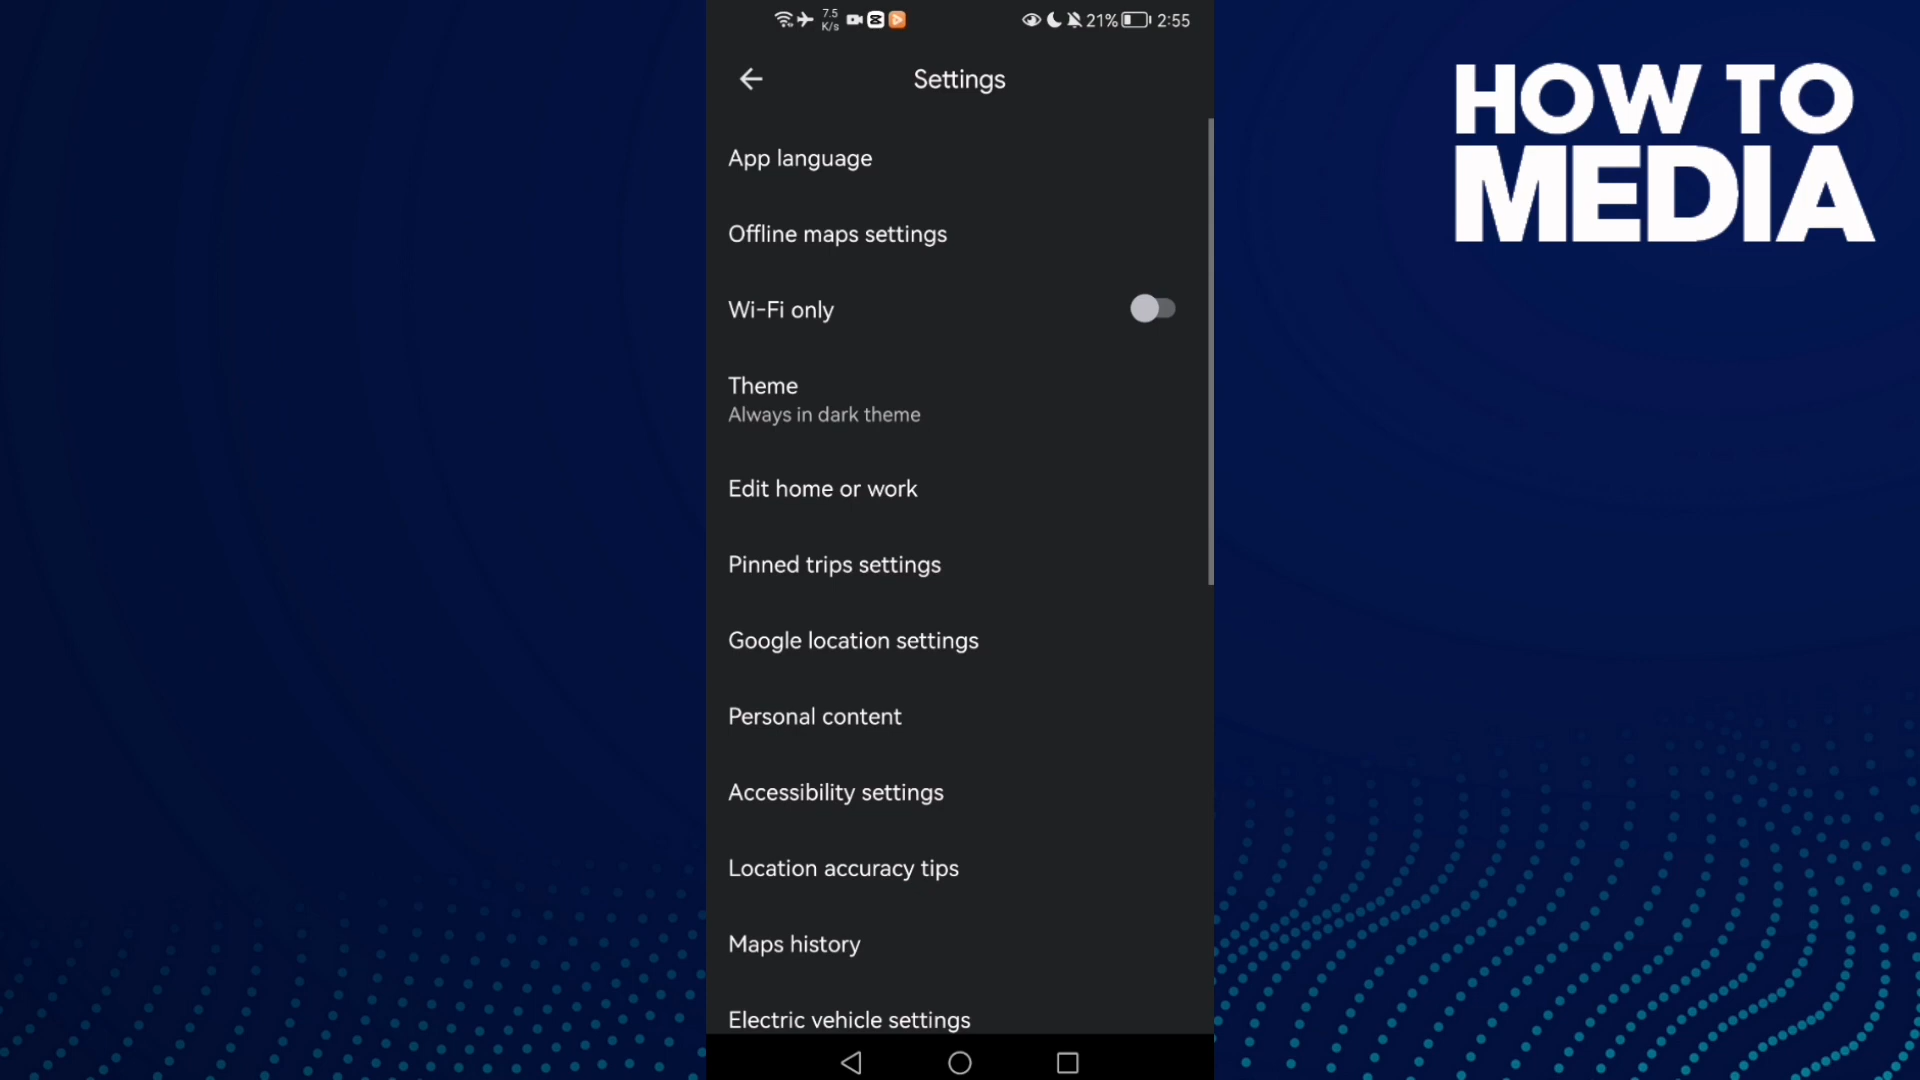 7.5
K/s
21%
2:55
Settings
HOW TO
MEDIA
App language
Offline maps settings
Wi-Fi only
Theme
Always in dark theme
Edit home or work
Pinned trips settings
Google location settings
Personal content
Accessibility settings
Location accuracy tips
Maps history
Electric vehicle settings